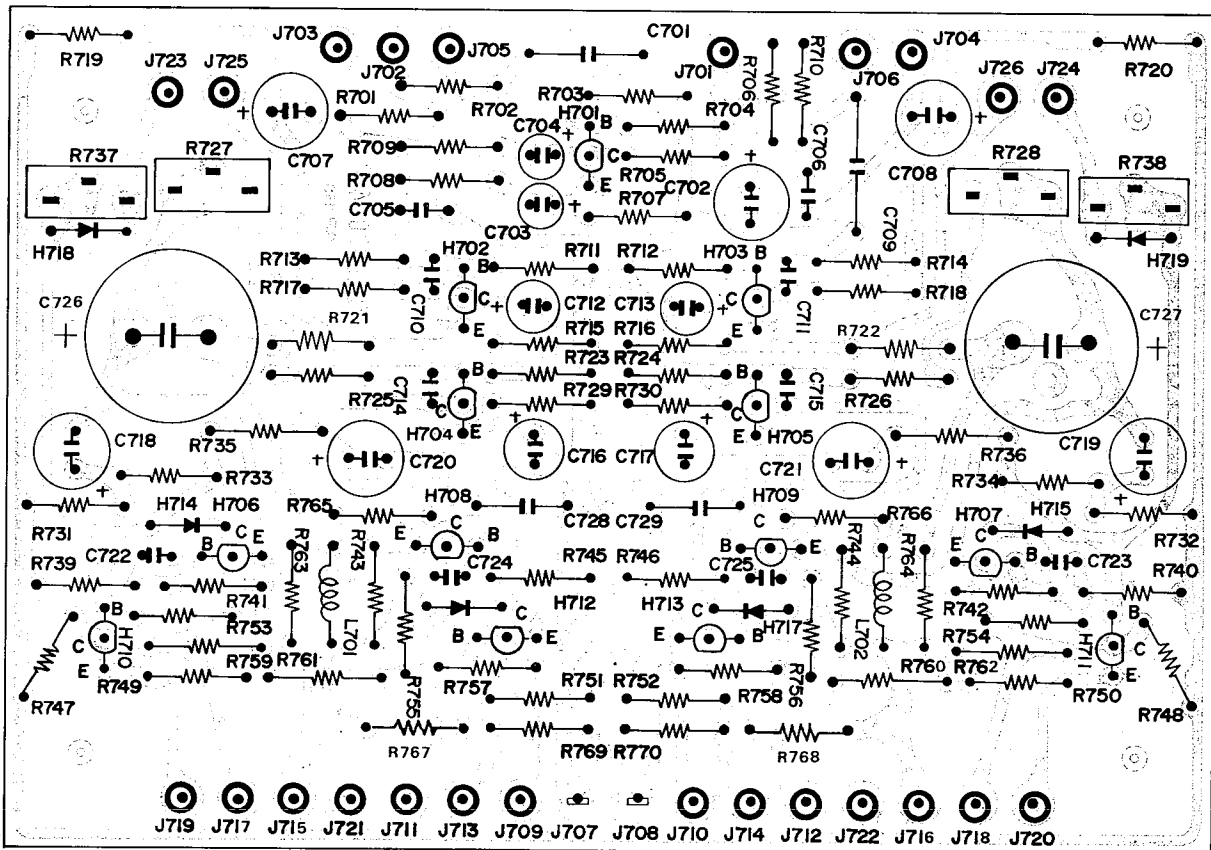 J703 J705 C701 J704
R719 J723 J725 J702 J701 R706 R710 J706 J726 J724 R720
R701 R702 R703 H701 R704
+ C704 + B +
R737 R727 C707 R709 C R705 C702 + C706 C708 R728 R738
R708 E R707
C705 C703 +
H718 H702 R711 R712 H703 C709 H719
R713 B B R714
C726 R717 C710 C + C712 C713 + C C711 R718 C727
+ R721 E R715 R716 E R722 +
R723 R724
R725 C714 B R729 R730 B C715 R726
C C
C718 R735 H704 E + + E H705 R736 C719
+ C720 C716 C717 C721 +
R733 R734
+ H714 H706 R765 H708 H709 R766 H707 H715 +
R731 C C728 C729 C R732
C722 B E R763 R743 E B C724 R745 R746 C725 B E R744 R764 E B C723
R739 R740
R741 H712 H713 R742
B R753 C C H717 R754 B
H710 C R759 R761 L701 B E E B L702 R760 R762 H711 C
E R749 R755 R757 R751 R752 R758 R756 R750 E
R747 R748
R767 R769 R770 R768
J719 J717 J715 J721 J711 J713 J709 J707 J708 J710 J714 J712 J722 J716 J718 J720